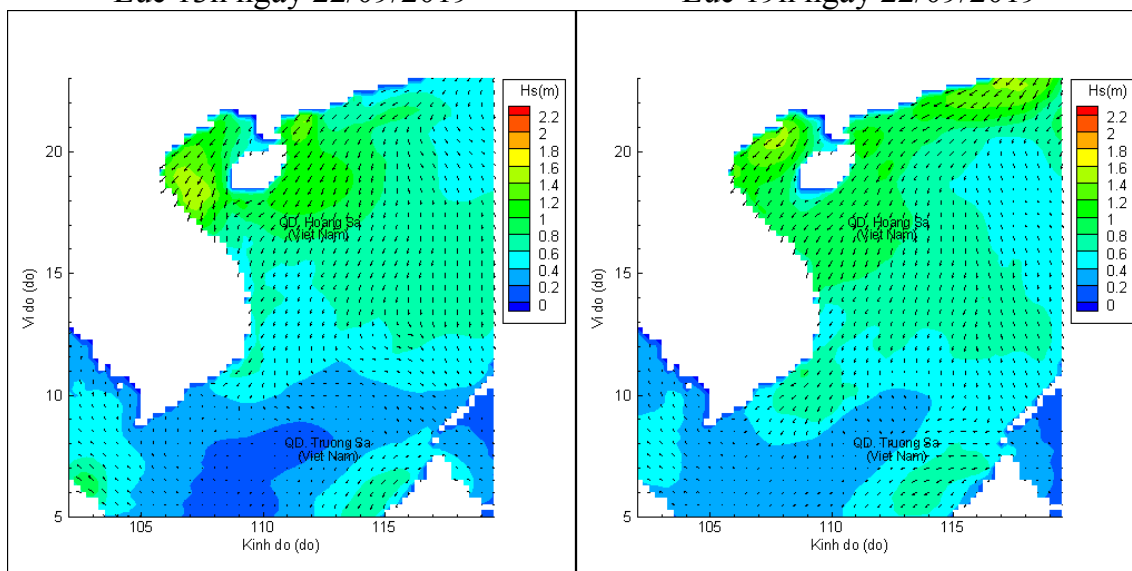 Lúc 13h ngày 22/09/2019
Lúc 19h ngày 22/09/2019
Hs(m)
2.2
2
1.8
1.6
1.4
1.2
1
0.8
0.6
0.4
0.2
0
20
15
10
5
Vi do (do)
QD. Hoang Sa
(Viet Nam)
QD. Truong Sa
(Viet Nam)
105
110
115
Kinh do (do)
Hs(m)
2.2
2
1.8
1.6
1.4
1.2
1
0.8
0.6
0.4
0.2
0
20
15
10
5
Vi do (do)
QD. Hoang Sa
(Viet Nam)
QD. Truong Sa
(Viet Nam)
105
110
115
Kinh do (do)